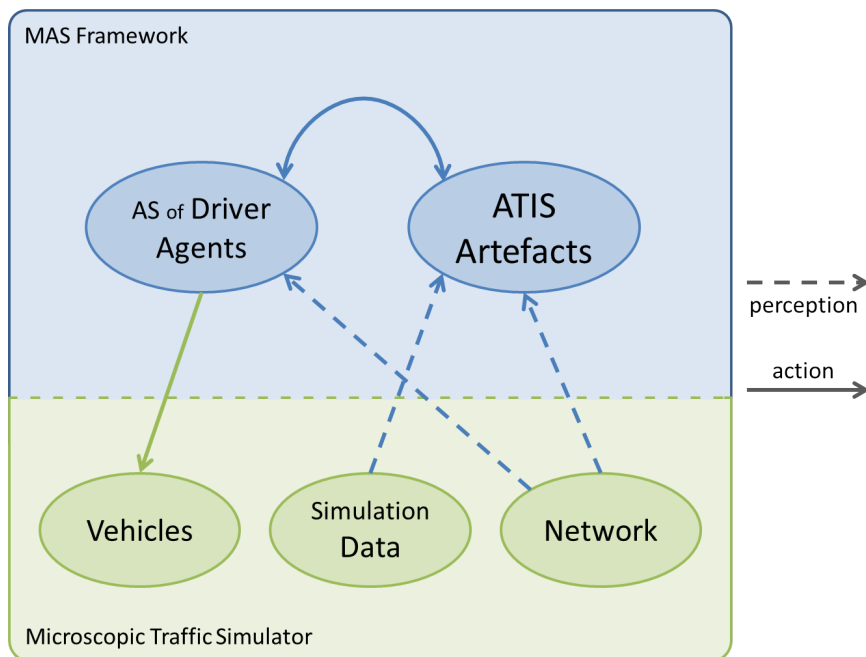 MAS Framework
AS of Driver
Agents
ATIS
Artefacts
perception
action
Vehicles
Simulation
Data
Network
Microscopic Traffic Simulator